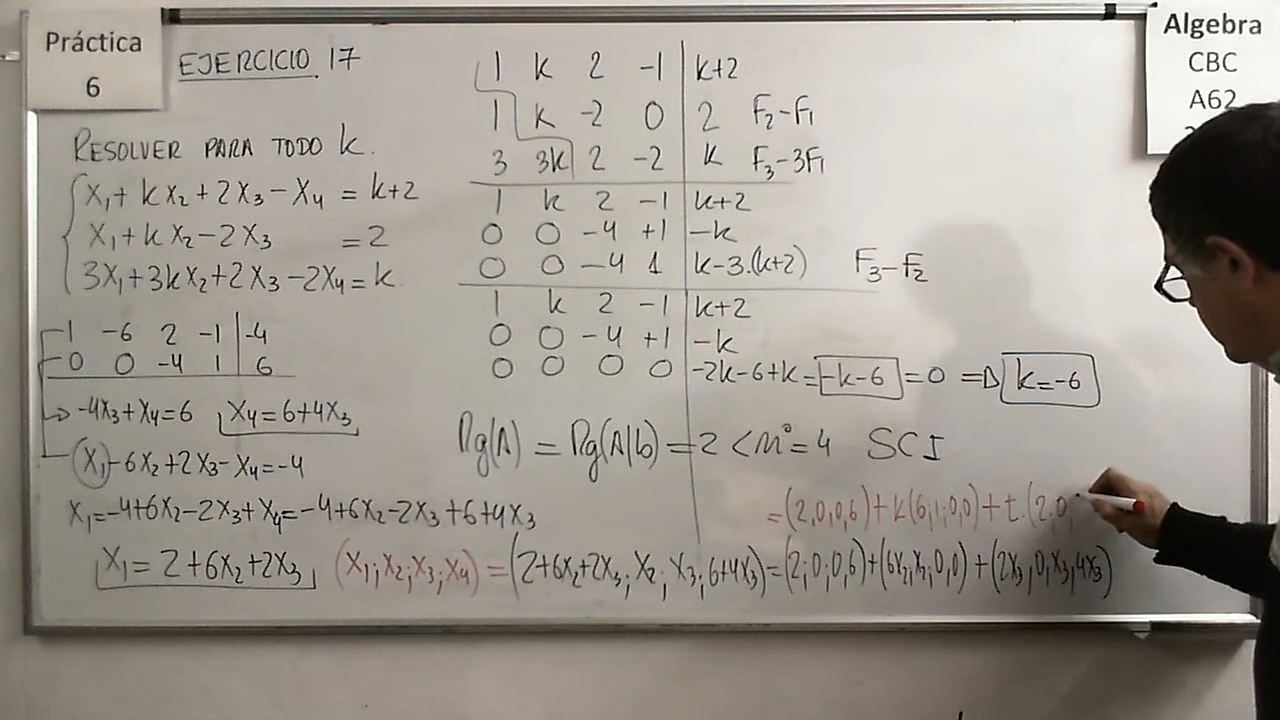 Práctica
6
EJERCICIO 17
RESOLVER PARA TODO k.
X₁+kX₂+2X₃-X₄=k+2
X₁+kX₂-2X₃ =2
3X₁+3kX₂+2X₃-2X₄=k
1 -6 2 -1 | -4
0 0 -4 1 | 6
-4X₃+X₄=6 X₄=6+4X₃
X₁-6X₂+2X₃-X₄=-4
X₁=-4+6X₂-2X₃+X₄=-4+6X₂-2X₃+6+4X₃
X₁=2+6X₂+2X₃
1 k 2 -1 | k+2
1 k -2 0 | 2 F₂-F₁
3 3k 2 -2 | k F₃-3F₁
1 k 2 -1 | k+2
0 0 -4 +1 | -k
0 0 -4 1 | k-3.(k+2) F₃-F₂
1 k 2 -1 | k+2
0 0 -4 +1 | -k
0 0 0 0 | -2k-6+k=-k-6=0 ⇒ k=-6
Rg(A)=Rg(A|b)=2<n°=4 SCI
(X₁;X₂;X₃,X₄)=(2+6X₂+2X₃;X₂;X₃;6+4X₃)=(2;0;0,6)+(6X₂,X₂;0,0)+(2X₃,0,X₃,4X₃)
=(2,0,0,6)+k(6,1,0,0)+t.(2,0,
Algebra
CBC
A62